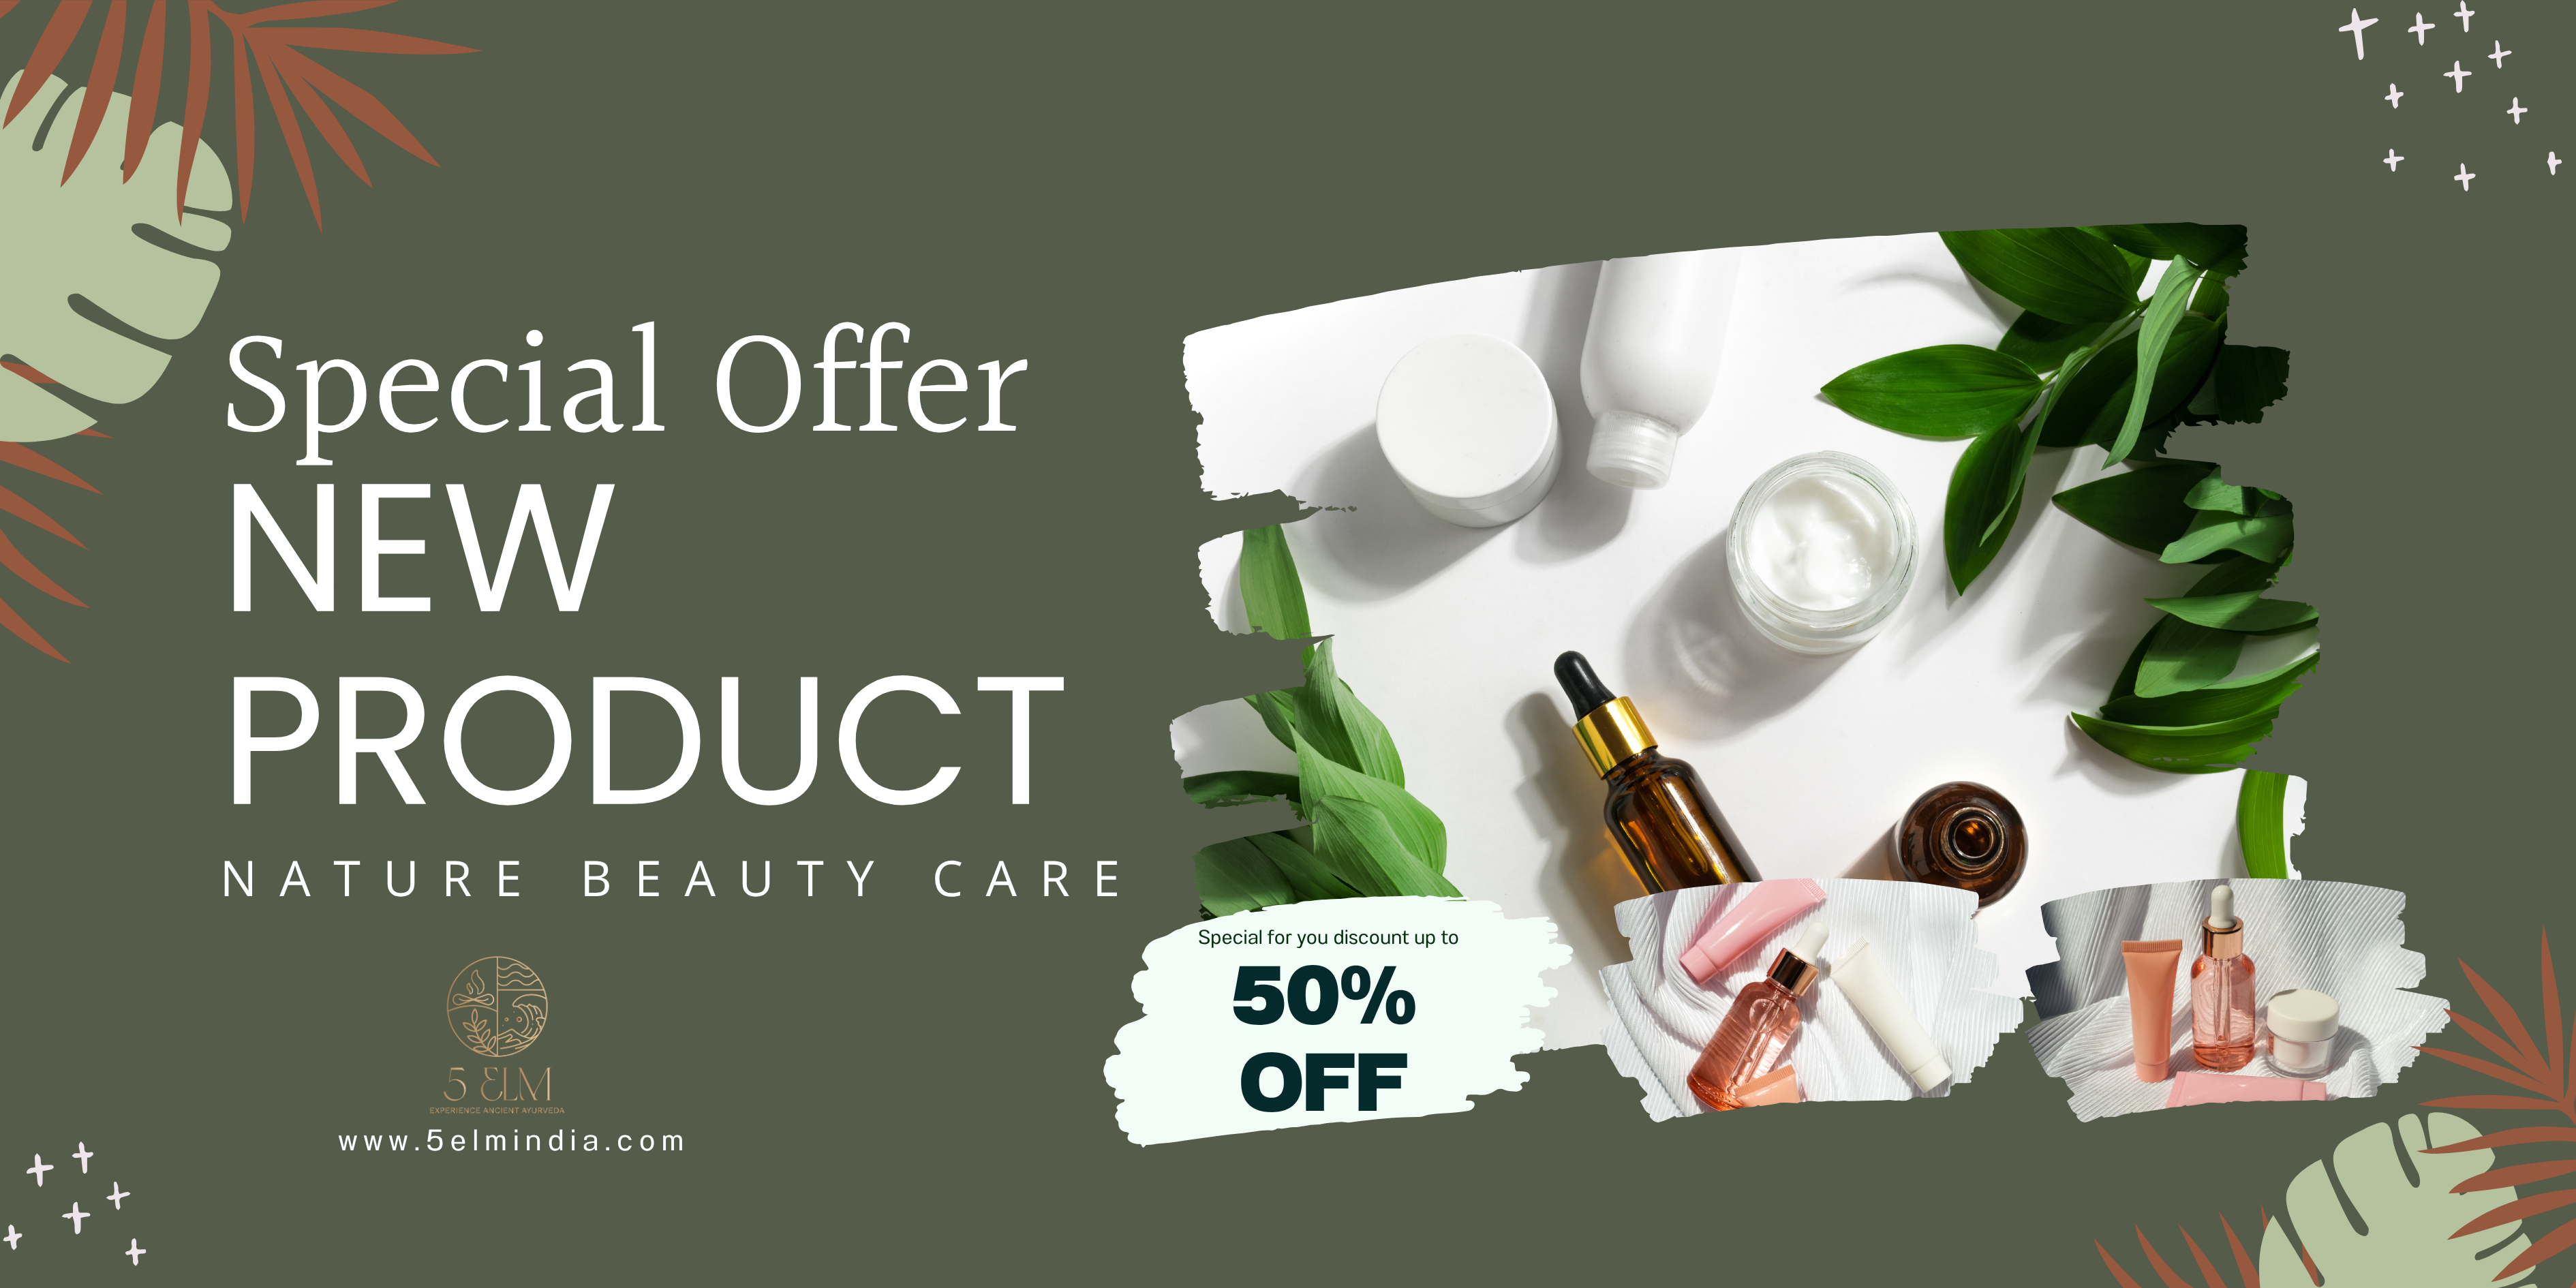 Special Offer
NEW
PRODUCT
NATURE BEAUTY CARE
5 ELM
EXPERIENCE ANCIENT AYURVEDA
www.5elmindia.com
Special for you discount up to
50%
OFF